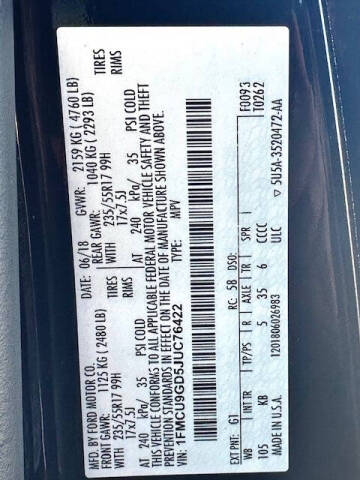 MFD. BY FORD MOTOR CO.
DATE: 06/18 GVWR: 2159 KG ( 4760 LB)
FRONT GAWR: 1125 KG ( 2480 LB) REAR GAWR: 1040 KG ( 2293 LB)
WITH 235/55R17 99H TIRES WITH 235/55R17 99H TIRES
17x7.5J RIMS 17x7.5J RIMS
AT 240 kPa/ 35 PSI COLD AT 240 kPa/ 35 PSI COLD
THIS VEHICLE CONFORMS TO ALL APPLICABLE FEDERAL MOTOR VEHICLE SAFETY AND THEFT
PREVENTION STANDARDS IN EFFECT ON THE DATE OF MANUFACTURE SHOWN ABOVE.
VIN: 1FMCU9GD5JUC76422
TYPE: MPV
F0093
T0262
EXT PNT: G1 RC: 5B DSO:
WB INT TR TP/PS R AXLE TR SPR
105 KB 5 35 6 CCCC
MADE IN U.S.A. 1201806026983 ULC
▽ 5U5A-3520472-AA